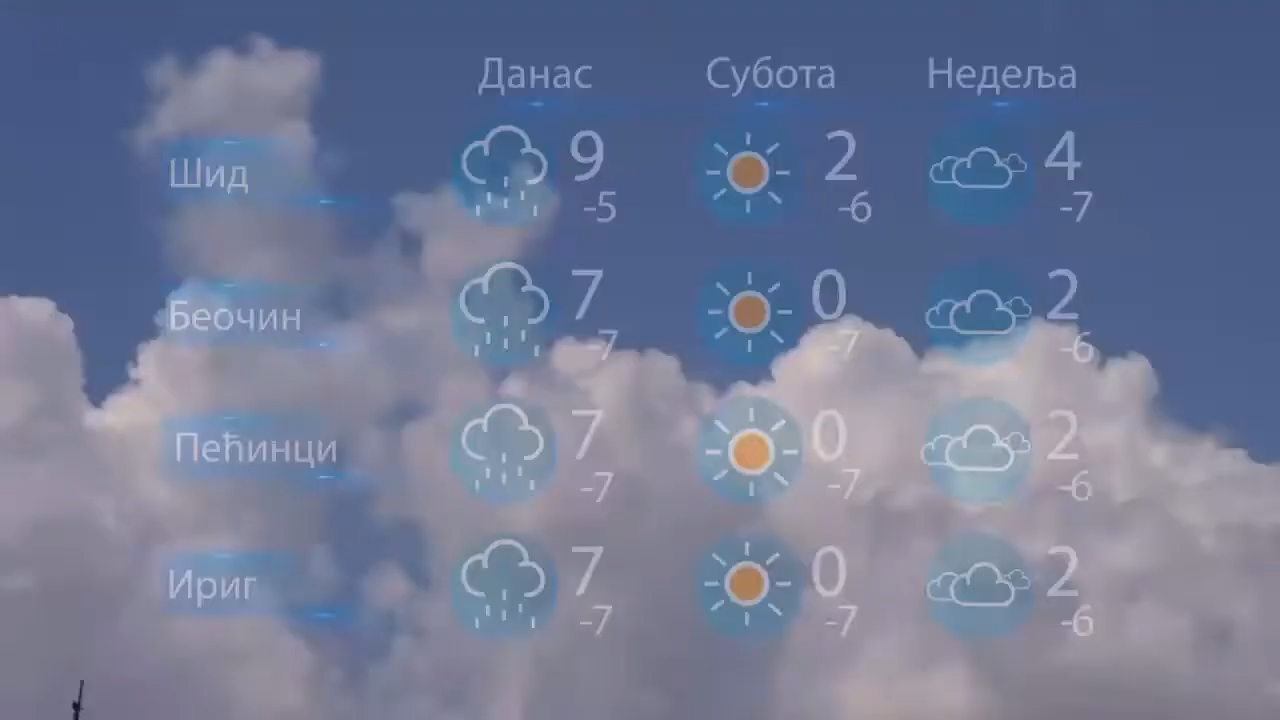 Данас Субота Недеља
Шид 9 2 4
-5 -6 -7
Беочин 7 0 2
-7 -7 -6
Пећинци 7 0 2
-7 -7 -6
Ириг 7 0 2
-7 -7 -6